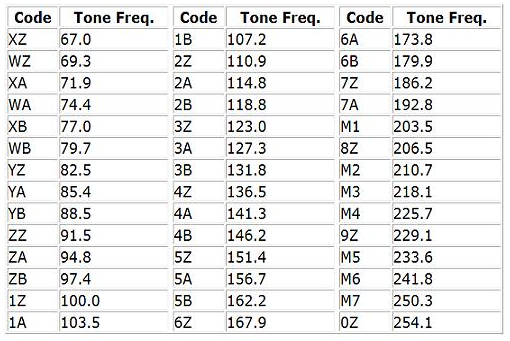 Code Tone Freq. Code Tone Freq. Code Tone Freq.
XZ 67.0 1B 107.2 6A 173.8
WZ 69.3 2Z 110.9 6B 179.9
XA 71.9 2A 114.8 7Z 186.2
WA 74.4 2B 118.8 7A 192.8
XB 77.0 3Z 123.0 M1 203.5
WB 79.7 3A 127.3 8Z 206.5
YZ 82.5 3B 131.8 M2 210.7
YA 85.4 4Z 136.5 M3 218.1
YB 88.5 4A 141.3 M4 225.7
ZZ 91.5 4B 146.2 9Z 229.1
ZA 94.8 5Z 151.4 M5 233.6
ZB 97.4 5A 156.7 M6 241.8
1Z 100.0 5B 162.2 M7 250.3
1A 103.5 6Z 167.9 0Z 254.1